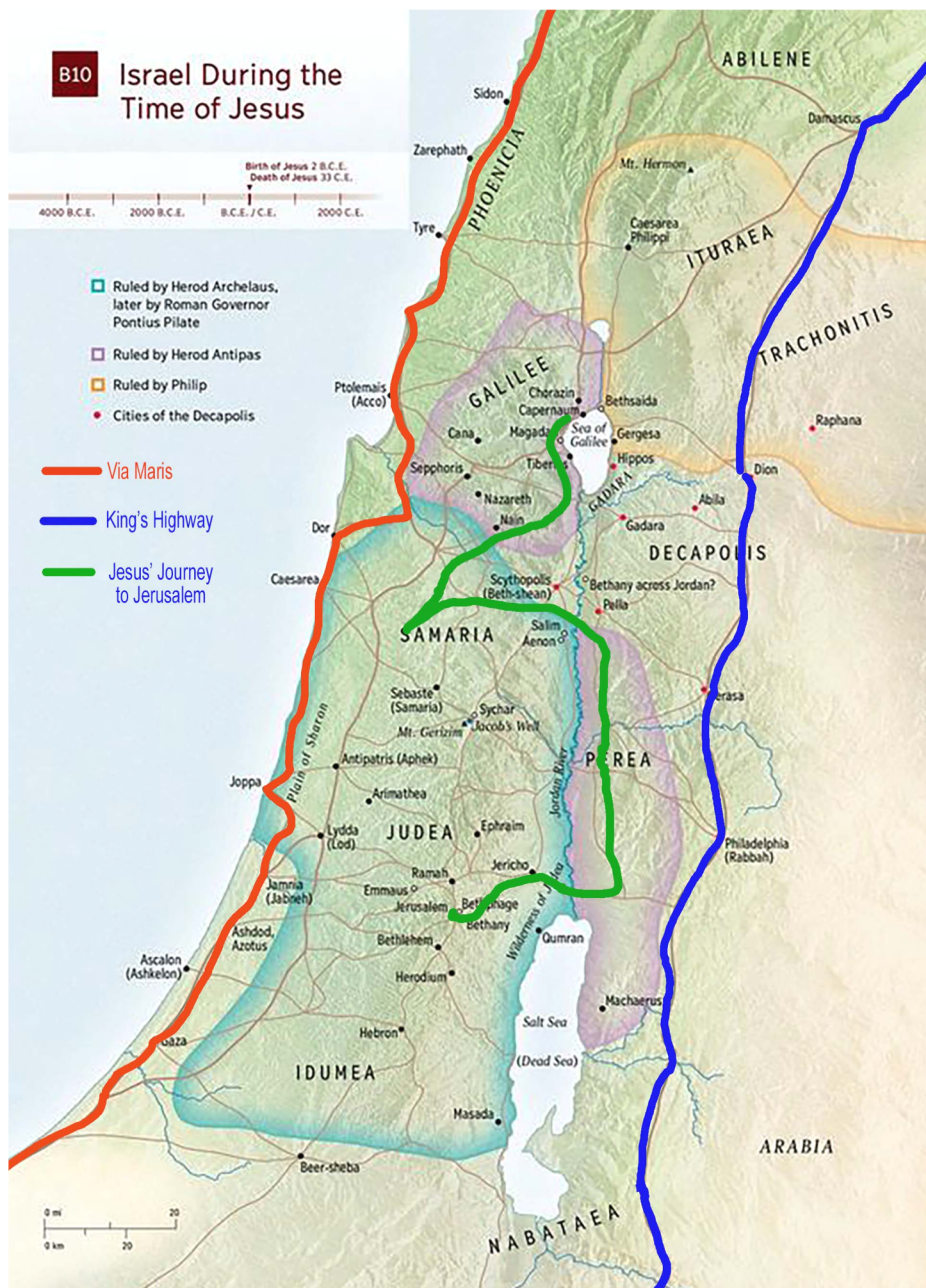 B10
Israel During the
Time of Jesus
Birth of Jesus 2 B.C.E.
Death of Jesus 33 C.E.
4000 B.C.E.
2000 B.C.E.
B.C.E. / C.E.
2000 C.E.
Ruled by Herod Archelaus,
later by Roman Governor
Pontius Pilate
Ruled by Herod Antipas
Ruled by Philip
Cities of the Decapolis
Via Maris
King's Highway
Jesus' Journey
to Jerusalem
ABILENE
Sidon
Damascus
Zarephath
PHOENICIA
Mt. Hermon
Tyre
Caesarea
Philippi
ITURAEA
TRACHONITIS
GALILEE
Ptolemais
(Acco)
Chorazin
Capernaum
Bethsaida
Raphana
Cana
Magadan
Sea of
Galilee
Gergesa
Sepphoris
Tiberias
Hippos
Dion
Nazareth
GADARA
Abila
Dor
Nain
Gadara
DECAPOLIS
Caesarea
Scythopolis
(Beth-shean)
Bethany across Jordan?
Pella
SAMARIA
Salim
Aenon
Sebaste
(Samaria)
Sychar
Jacob's Well
Mt. Gerizim
Gerasa
Plain of Sharon
Antipatris (Aphek)
PEREA
Jordan River
Joppa
Arimathea
Lydda
(Lod)
JUDEA
Ephraim
Philadelphia
(Rabbah)
Jamnia
(Jabneh)
Ramah
Jericho
Emmaus
Jerusalem
Bethphage
Bethany
Wilderness of Judea
Ashdod,
Azotus
Bethlehem
Qumran
Ascalon
(Ashkelon)
Herodium
Machaerus
Salt Sea
(Dead Sea)
Gaza
Hebron
IDUMEA
Masada
ARABIA
Beer-sheba
NABATAEA
0 mi
20
0 km
20